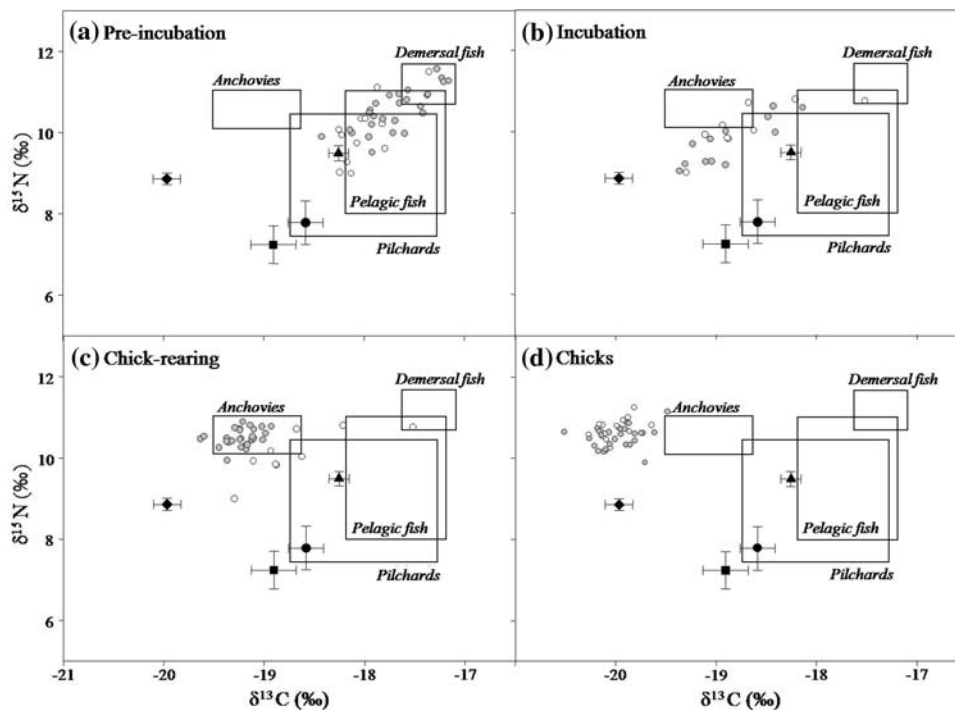 (a) Pre-incubation
(b) Incubation
Demersal fish
Demersal fish
Anchovies
Anchovies
Pelagic fish
Pelagic fish
Pilchards
Pilchards
12
10
8
6
δ¹⁵N (‰)
(c) Chick-rearing
(d) Chicks
Demersal fish
Demersal fish
Anchovies
Anchovies
Pelagic fish
Pelagic fish
Pilchards
Pilchards
12
10
8
6
δ¹⁵N (‰)
-21 -20 -19 -18 -17
-20 -19 -18 -17
δ¹³C (‰)
δ¹³C (‰)